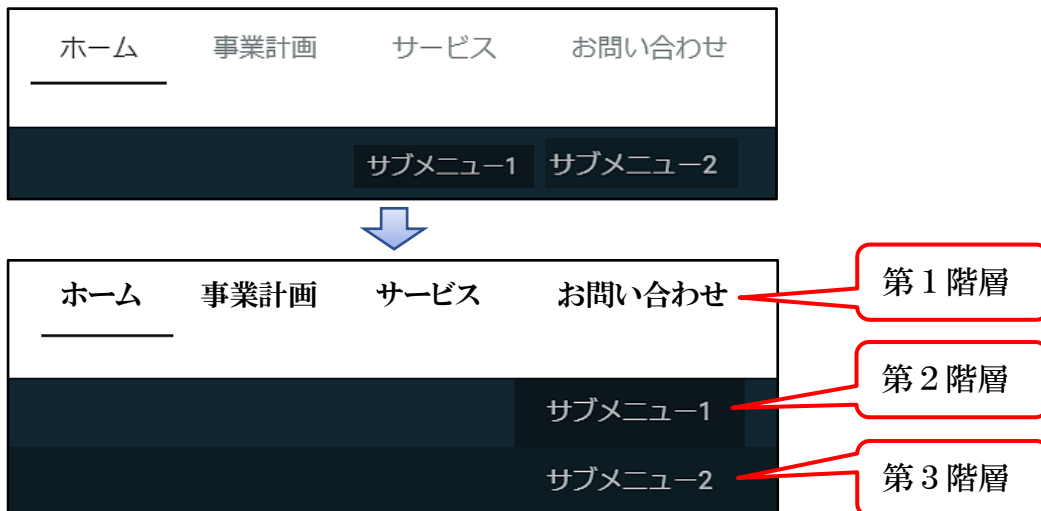 ホーム 事業計画 サービス お問い合わせ
サブメニュー1 サブメニュー2
ホーム 事業計画 サービス お問い合わせ
第1階層
第2階層
サブメニュー1
サブメニュー2
第3階層